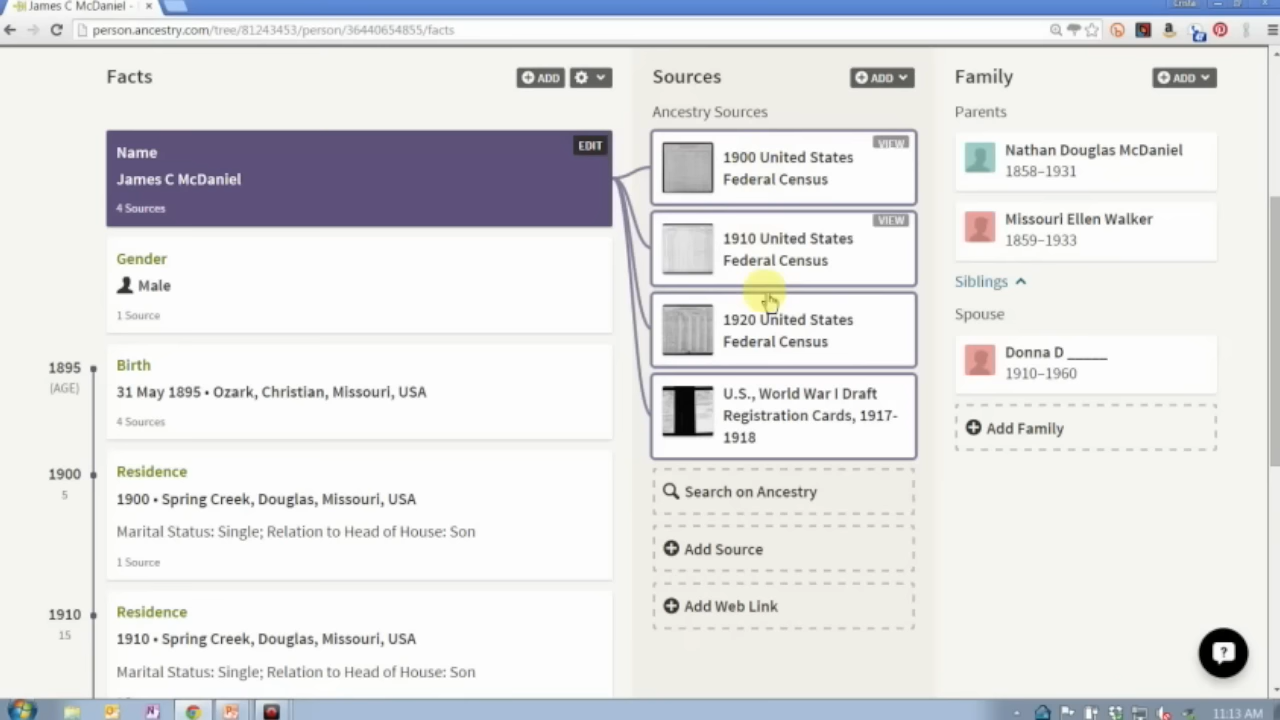 James C McDaniel -
Crista
person.ancestry.com/tree/81243453/person/36440654855/facts
Facts
ADD
Name
EDIT
James C McDaniel
4 Sources
Gender
Male
1 Source
1895
(AGE)
Birth
31 May 1895 • Ozark, Christian, Missouri, USA
4 Sources
1900
5
Residence
1900 • Spring Creek, Douglas, Missouri, USA
Marital Status: Single; Relation to Head of House: Son
1 Source
1910
15
Residence
1910 • Spring Creek, Douglas, Missouri, USA
Marital Status: Single; Relation to Head of House: Son
Sources
ADD
Ancestry Sources
VIEW
1900 United States
Federal Census
VIEW
1910 United States
Federal Census
1920 United States
Federal Census
U.S., World War I Draft
Registration Cards, 1917-
1918
Search on Ancestry
Add Source
Add Web Link
Family
ADD
Parents
Nathan Douglas McDaniel
1858–1931
Missouri Ellen Walker
1859–1933
Siblings
Spouse
Donna D _____
1910–1960
Add Family
11:13 AM